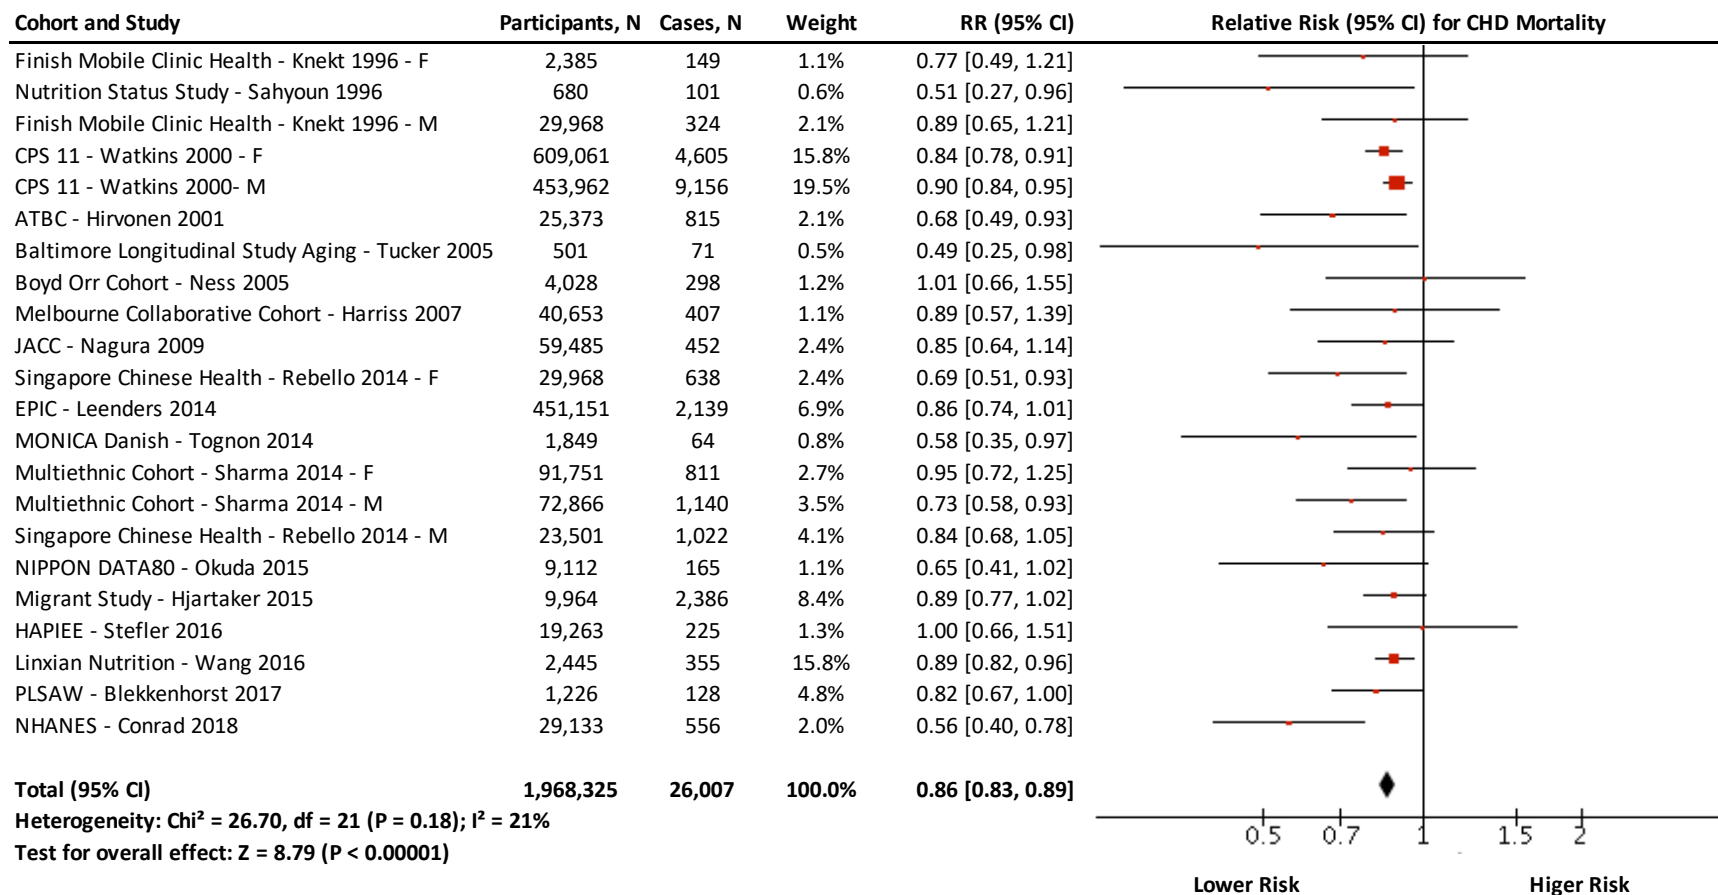 Cohort and Study Participants, N Cases, N Weight RR (95% CI) Relative Risk (95% CI) for CHD Mortality
Finish Mobile Clinic Health - Knekt 1996 - F 2,385 149 1.1% 0.77 [0.49, 1.21]
Nutrition Status Study - Sahyoun 1996 680 101 0.6% 0.51 [0.27, 0.96]
Finish Mobile Clinic Health - Knekt 1996 - M 29,968 324 2.1% 0.89 [0.65, 1.21]
CPS 11 - Watkins 2000 - F 609,061 4,605 15.8% 0.84 [0.78, 0.91]
CPS 11 - Watkins 2000- M 453,962 9,156 19.5% 0.90 [0.84, 0.95]
ATBC - Hirvonen 2001 25,373 815 2.1% 0.68 [0.49, 0.93]
Baltimore Longitudinal Study Aging - Tucker 2005 501 71 0.5% 0.49 [0.25, 0.98]
Boyd Orr Cohort - Ness 2005 4,028 298 1.2% 1.01 [0.66, 1.55]
Melbourne Collaborative Cohort - Harriss 2007 40,653 407 1.1% 0.89 [0.57, 1.39]
JACC - Nagura 2009 59,485 452 2.4% 0.85 [0.64, 1.14]
Singapore Chinese Health - Rebello 2014 - F 29,968 638 2.4% 0.69 [0.51, 0.93]
EPIC - Leenders 2014 451,151 2,139 6.9% 0.86 [0.74, 1.01]
MONICA Danish - Tognon 2014 1,849 64 0.8% 0.58 [0.35, 0.97]
Multiethnic Cohort - Sharma 2014 - F 91,751 811 2.7% 0.95 [0.72, 1.25]
Multiethnic Cohort - Sharma 2014 - M 72,866 1,140 3.5% 0.73 [0.58, 0.93]
Singapore Chinese Health - Rebello 2014 - M 23,501 1,022 4.1% 0.84 [0.68, 1.05]
NIPPON DATA80 - Okuda 2015 9,112 165 1.1% 0.65 [0.41, 1.02]
Migrant Study - Hjartaker 2015 9,964 2,386 8.4% 0.89 [0.77, 1.02]
HAPIEE - Stefler 2016 19,263 225 1.3% 1.00 [0.66, 1.51]
Linxian Nutrition - Wang 2016 2,445 355 15.8% 0.89 [0.82, 0.96]
PLSAW - Blekkenhorst 2017 1,226 128 4.8% 0.82 [0.67, 1.00]
NHANES - Conrad 2018 29,133 556 2.0% 0.56 [0.40, 0.78]
Total (95% CI) 1,968,325 26,007 100.0% 0.86 [0.83, 0.89]
Heterogeneity: Chi² = 26.70, df = 21 (P = 0.18); I² = 21%
Test for overall effect: Z = 8.79 (P < 0.00001)
0.5 0.7 1 1.5 2
Lower Risk Higer Risk